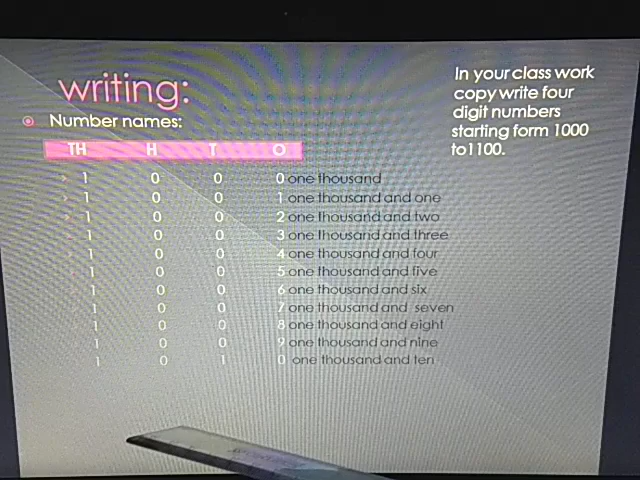 writing:
Number names:
In your class work
copy write four
digit numbers
starting form 1000
to1100.
TH H T O
1 0 0 0 one thousand
1 0 0 1 one thousand and one
1 0 0 2 one thousand and two
1 0 0 3 one thousand and three
1 0 0 4 one thousand and four
1 0 0 5 one thousand and five
1 0 0 6 one thousand and six
1 0 0 7 one thousand and seven
1 0 0 8 one thousand and eight
1 0 0 9 one thousand and nine
1 0 1 0 one thousand and ten